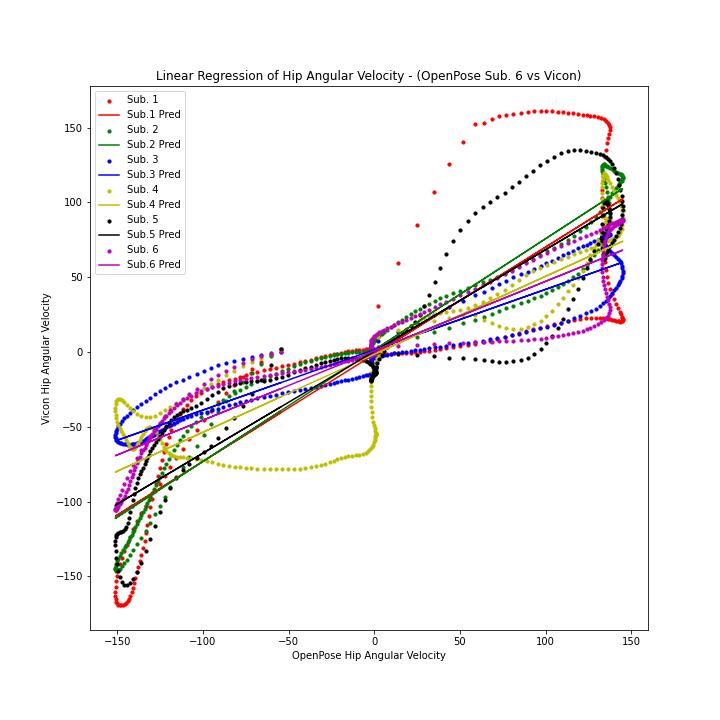 Linear Regression of Hip Angular Velocity - (OpenPose Sub. 6 vs Vicon)
Sub. 1
Sub.1 Pred
Sub. 2
Sub.2 Pred
Sub. 3
Sub.3 Pred
Sub. 4
Sub.4 Pred
Sub. 5
Sub.5 Pred
Sub. 6
Sub.6 Pred
150
100
50
0
−50
−100
−150
Vicon Hip Angular Velocity
−150 −100 −50 0 50 100 150
OpenPose Hip Angular Velocity